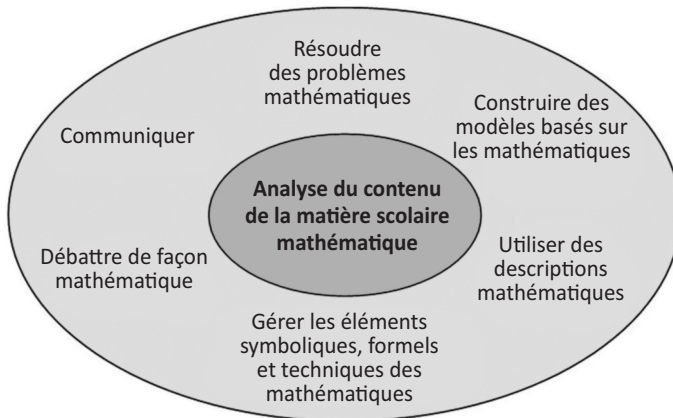 Résoudre
des problèmes
mathématiques
Construire des
modèles basés sur
les mathématiques
Communiquer
Analyse du contenu
de la matière scolaire
mathématique
Débattre de façon
mathématique
Utiliser des
descriptions
mathématiques
Gérer les éléments
symboliques, formels
et techniques des
mathématiques